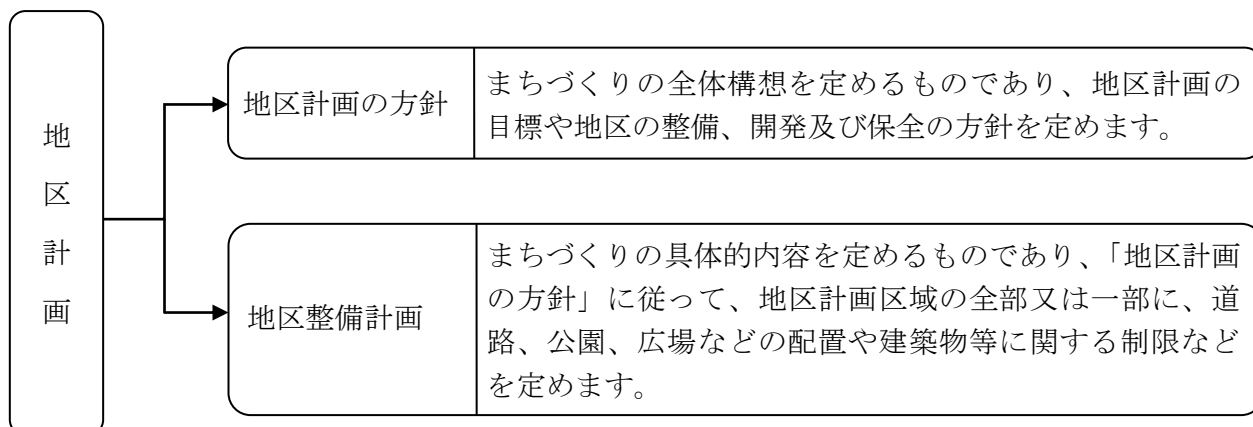 地区計画
地区計画の方針
まちづくりの全体構想を定めるものであり、地区計画の
目標や地区の整備、開発及び保全の方針を定めます。
地区整備計画
まちづくりの具体的内容を定めるものであり、「地区計画
の方針」に従って、地区計画区域の全部又は一部に、道
路、公園、広場などの配置や建築物等に関する制限など
を定めます。